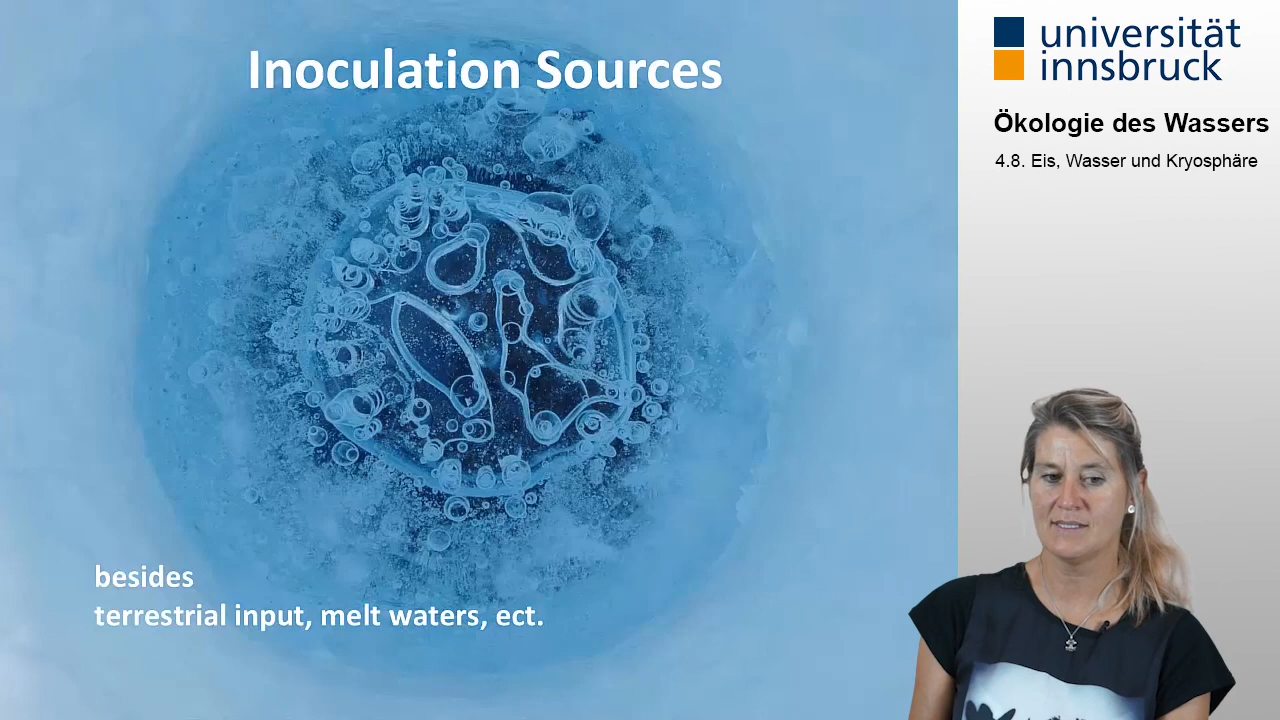 Inoculation Sources
besides
terrestrial input, melt waters, ect.
universität
innsbruck
Ökologie des Wassers
4.8. Eis, Wasser und Kryosphäre